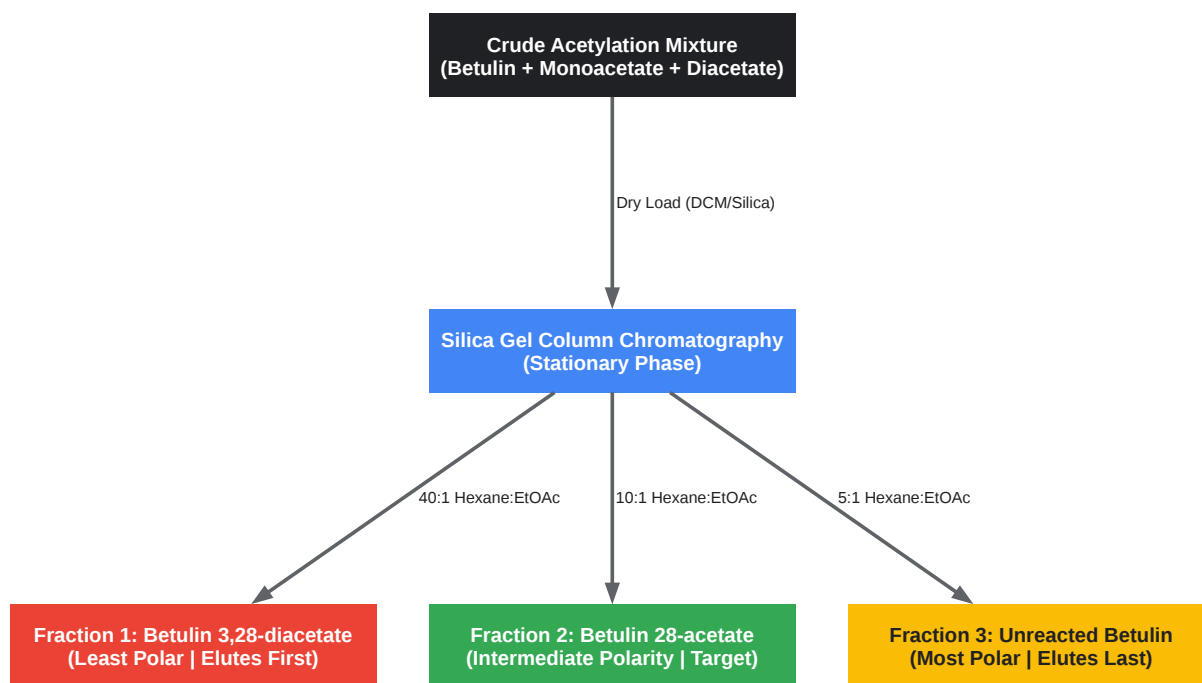 Crude Acetylation Mixture
(Betulin + Monoacetate + Diacetate)
Dry Load (DCM/Silica)
Silica Gel Column Chromatography
(Stationary Phase)
40:1 Hexane:EtOAc
10:1 Hexane:EtOAc
5:1 Hexane:EtOAc
Fraction 1: Betulin 3,28-diacetate
(Least Polar | Elutes First)
Fraction 2: Betulin 28-acetate
(Intermediate Polarity | Target)
Fraction 3: Unreacted Betulin
(Most Polar | Elutes Last)